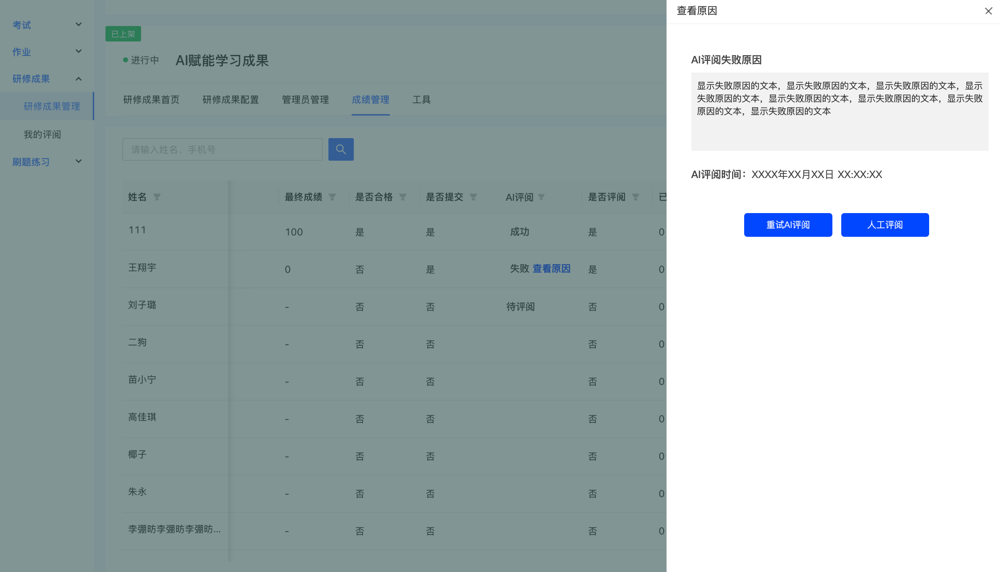 考试
作业
研修成果
研修成果管理
我的评阅
刷题练习
已上架
进行中 AI赋能学习成果
研修成果首页 研修成果配置 管理员管理 成绩管理 工具
请输入姓名、手机号
姓名 最终成绩 是否合格 是否提交 AI评阅 是否评阅 已
111 100 是 是 成功 是 0
王翔宇 0 否 是 失败 查看原因 是 0
刘子璐 - 否 否 待评阅 否 0
二狗 - 否 否 否 0
苗小宁 - 否 否 否 0
高佳琪 - 否 否 否 0
椰子 - 否 否 否 0
朱永 - 否 否 否 0
李弸昉李弸昉李弸昉... - 否 否 否 0
查看原因
AI评阅失败原因
显示失败原因的文本，显示失败原因的文本，显示失败原因的文本，显示
失败原因的文本，显示失败原因的文本，显示失败原因的文本，显示失败
原因的文本，显示失败原因的文本
AI评阅时间：XXXX年XX月XX日 XX:XX:XX
重试AI评阅 人工评阅